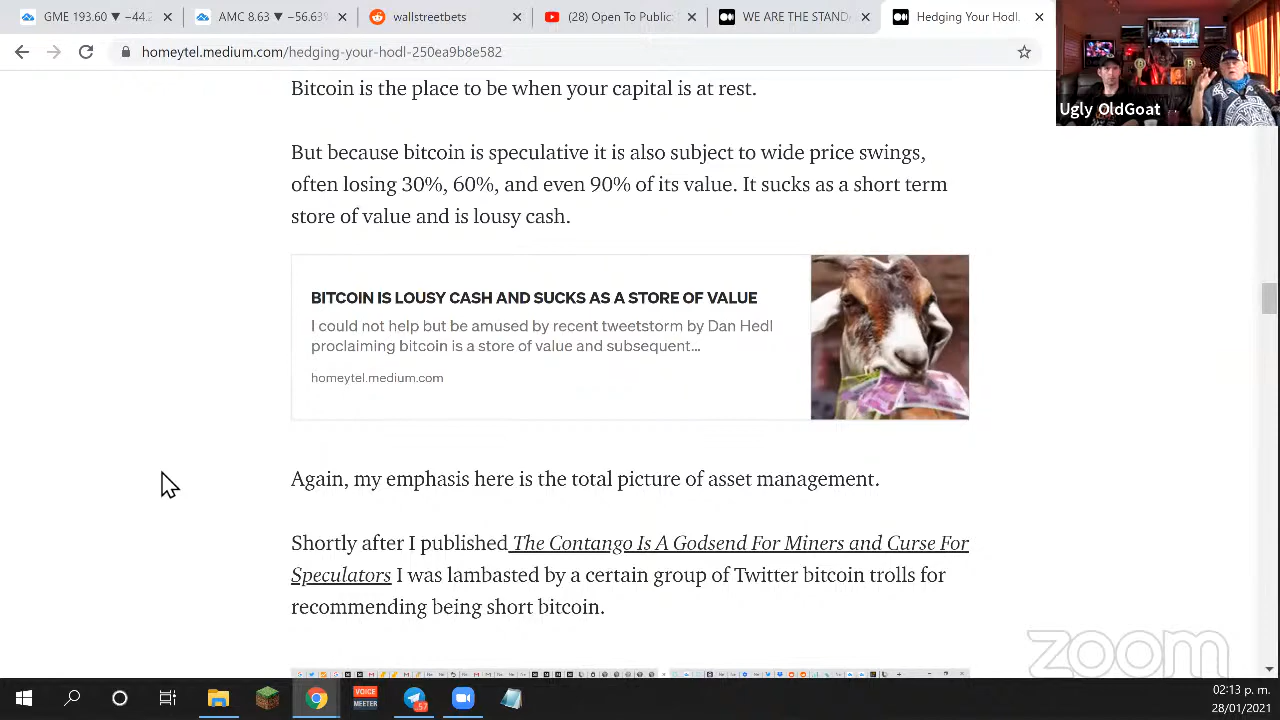 GME 193.60 ▼ -44.2
AMC 8.63 ▼ -56.63%
wallstreetbets
(28) Open To Public
WE ARE THE STAND
Hedging Your Hodl.
homeytel.medium.com/hedging-your-hodl-
Ugly OldGoat
Bitcoin is the place to be when your capital is at rest.
But because bitcoin is speculative it is also subject to wide price swings,
often losing 30%, 60%, and even 90% of its value. It sucks as a short term
store of value and is lousy cash.
BITCOIN IS LOUSY CASH AND SUCKS AS A STORE OF VALUE
I could not help but be amused by recent tweetstorm by Dan Hedl
proclaiming bitcoin is a store of value and subsequent...
homeytel.medium.com
Again, my emphasis here is the total picture of asset management.
Shortly after I published The Contango Is A Godsend For Miners and Curse For
Speculators I was lambasted by a certain group of Twitter bitcoin trolls for
recommending being short bitcoin.
zoom
VOICE
MEETER
57
02:13 p. m.
28/01/2021